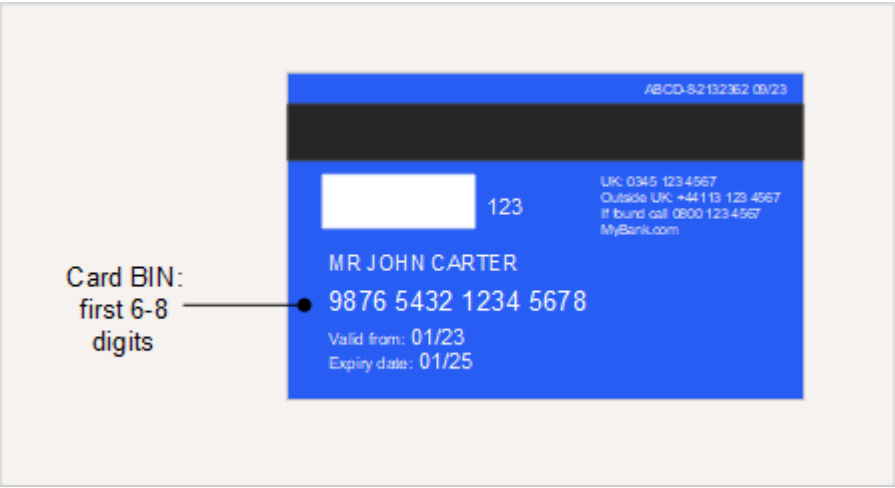 ABCD-8-2132362 09/23
123
UK: 0345 123 4567
Outside UK: +44113 123 4567
If found call 0800 123 4567
MyBank.com
MR JOHN CARTER
Card BIN:
first 6-8
digits
9876 5432 1234 5678
Valid from: 01/23
Expiry date: 01/25